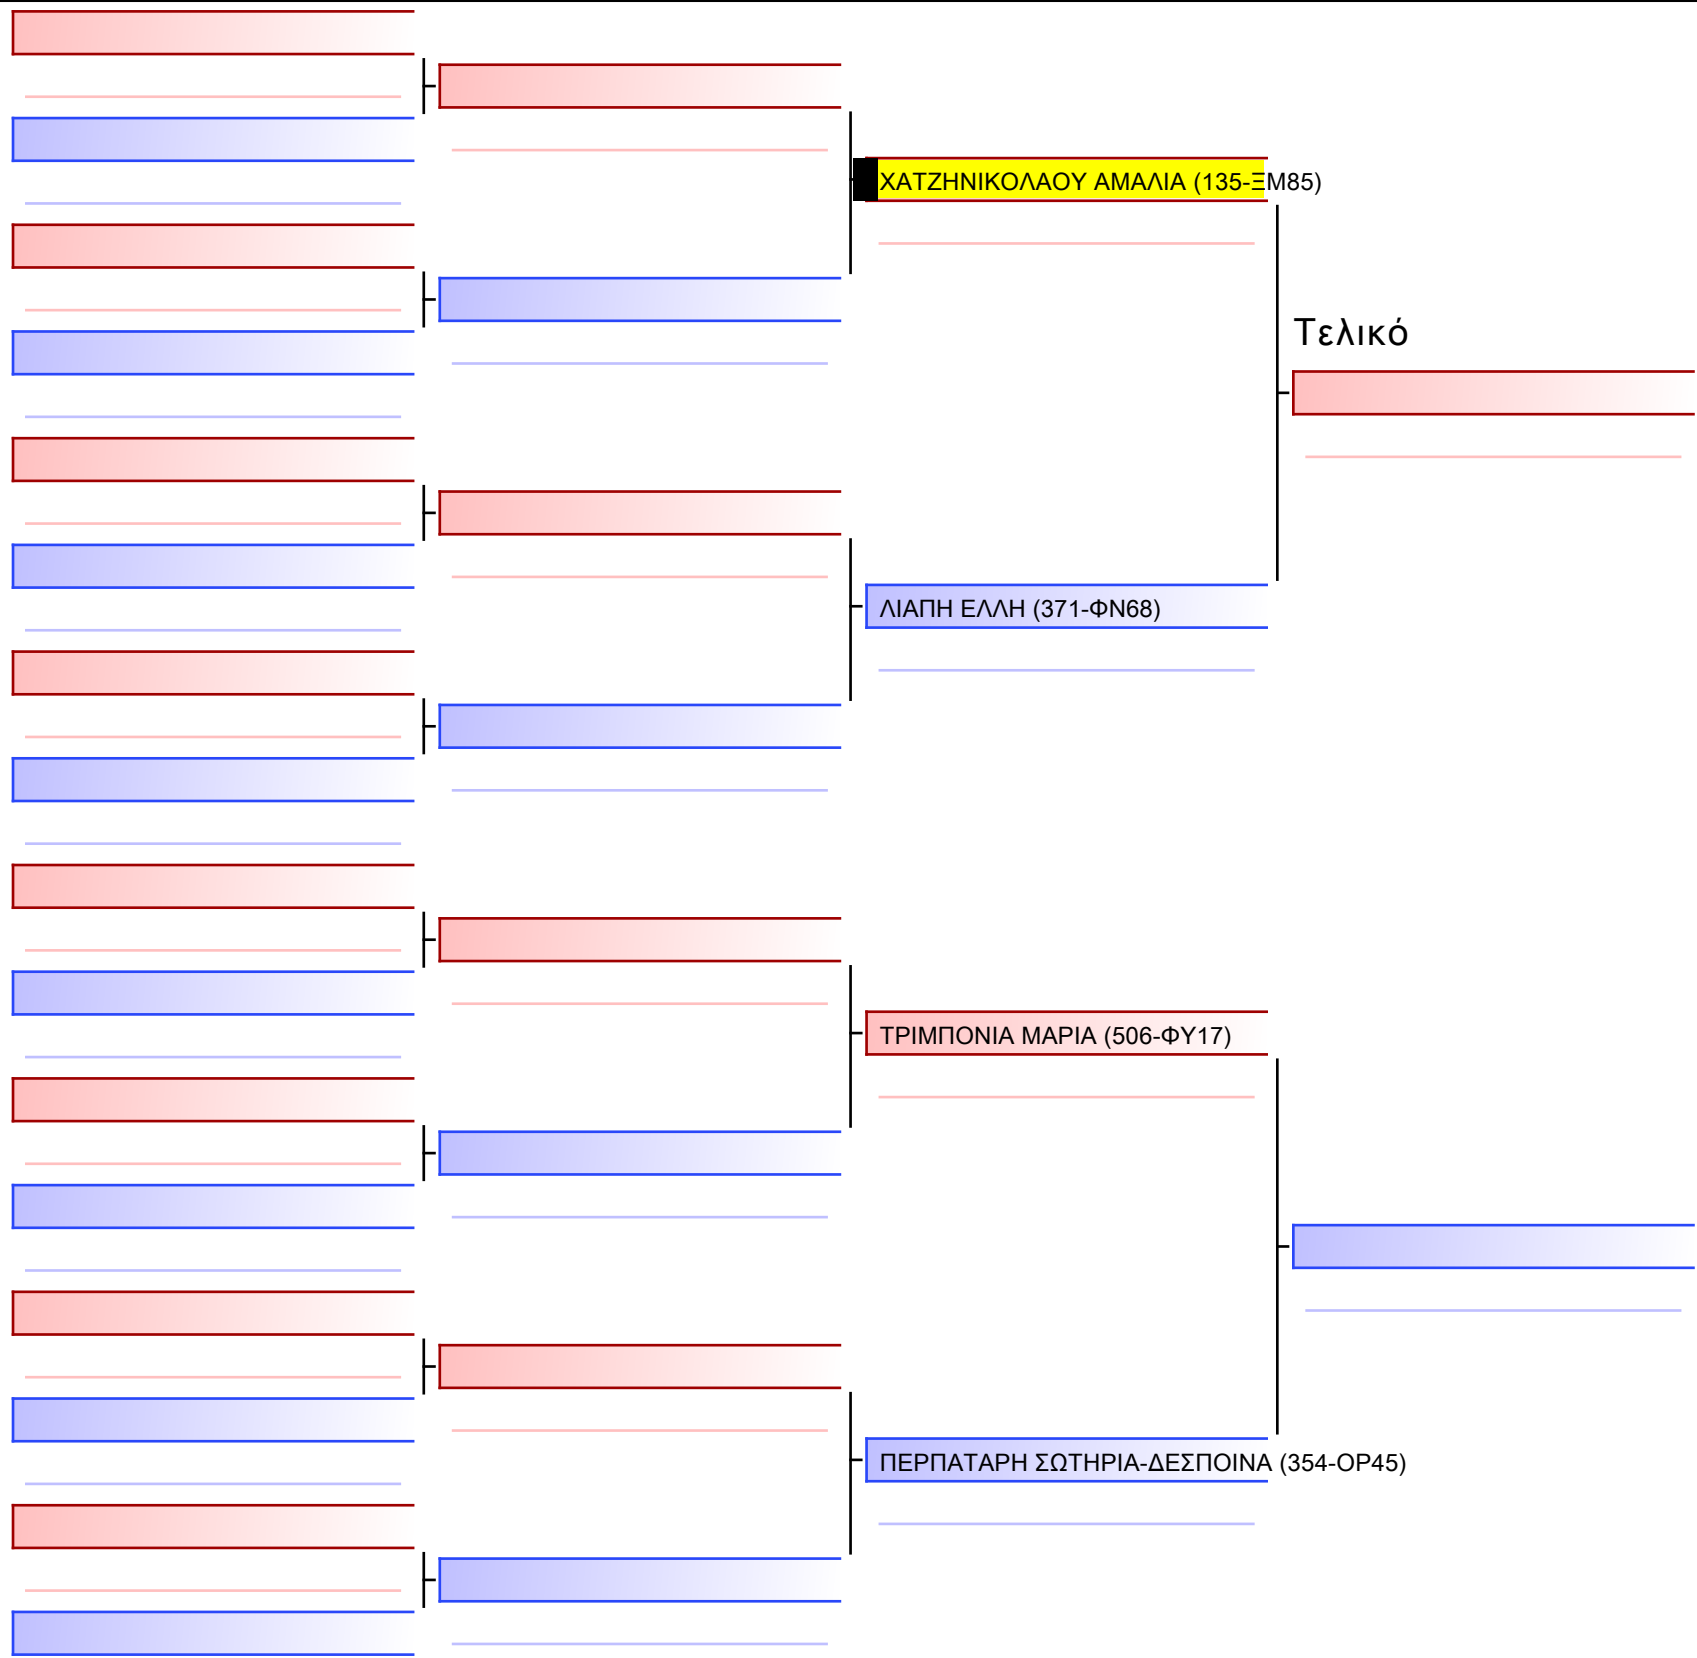 ΧΑΤΖΗΝΙΚΟΛΑΟΥ ΑΜΑΛΙΑ (135-ΞΜ85)
Τελικό
ΛΙΑΠΗ ΕΛΛΗ (371-ΦΝ68)
ΤΡΙΜΠΟΝΙΑ ΜΑΡΙΑ (506-ΦΥ17)
ΠΕΡΠΑΤΑΡΗ ΣΩΤΗΡΙΑ-ΔΕΣΠΟΙΝΑ (354-ΟΡ45)